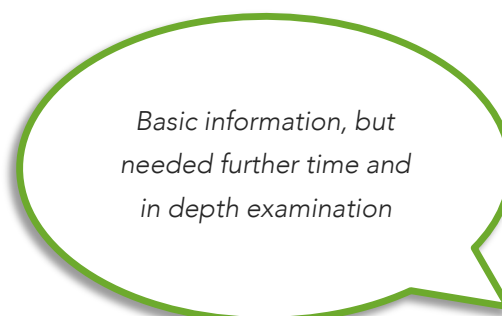 Basic information, but
needed further time and
in depth examination